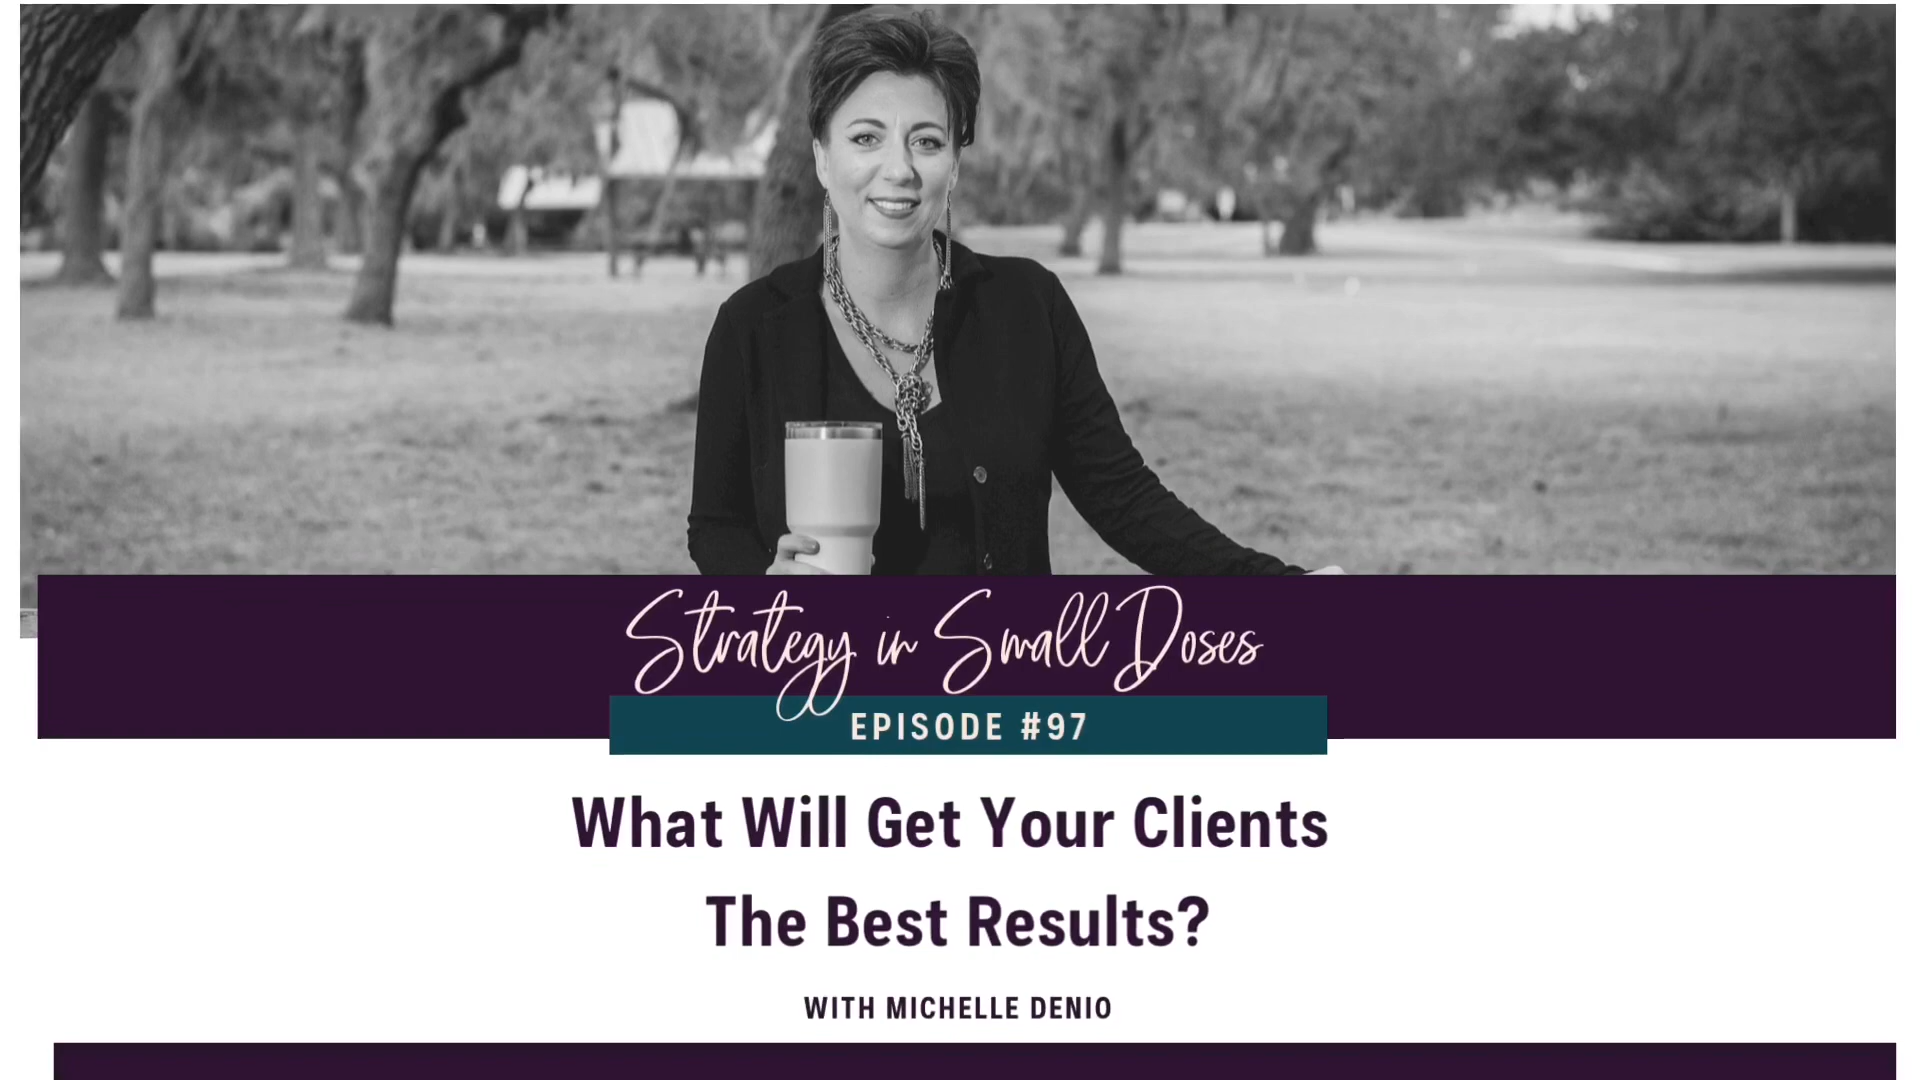 Strategy in Small Doses
EPISODE #97
What Will Get Your Clients
The Best Results?
WITH MICHELLE DENIO